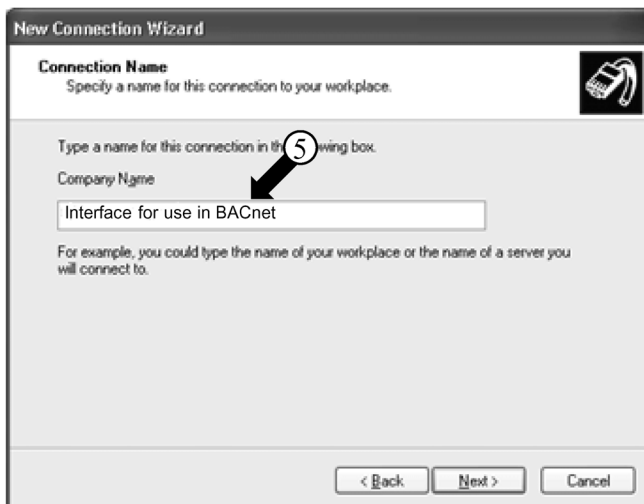 New Connection Wizard
Connection Name
Specify a name for this connection to your workplace.
Type a name for this connection in th 5 wing box.
Company Name
Interface for use in BACnet
For example, you could type the name of your workplace or the name of a server you
will connect to.
< Back
Next >
Cancel